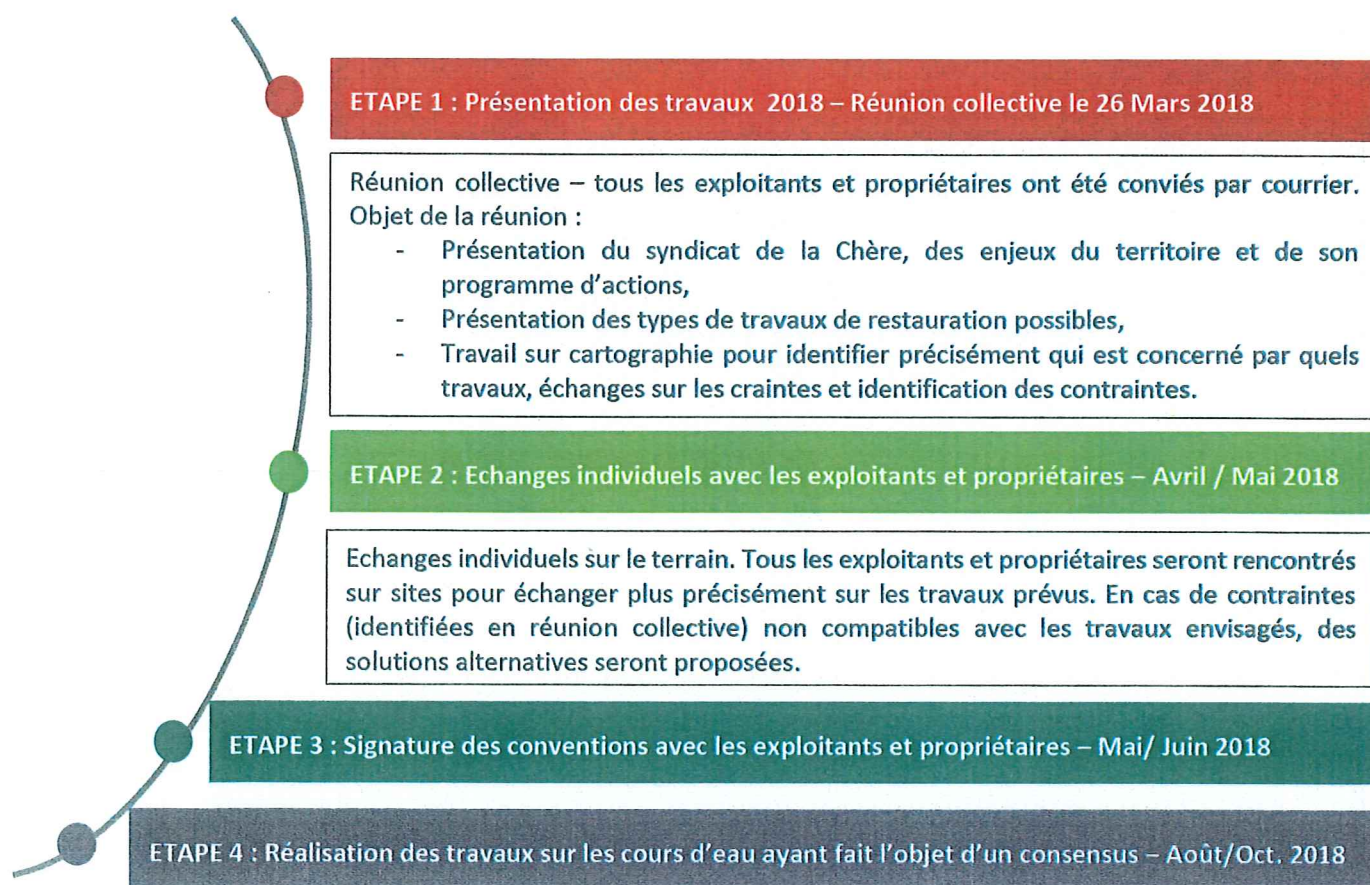 ETAPE 1 : Présentation des travaux 2018 – Réunion collective le 26 Mars 2018
Réunion collective – tous les exploitants et propriétaires ont été conviés par courrier.
Objet de la réunion :
- Présentation du syndicat de la Chère, des enjeux du territoire et de son
programme d'actions,
- Présentation des types de travaux de restauration possibles,
- Travail sur cartographie pour identifier précisément qui est concerné par quels
travaux, échanges sur les craintes et identification des contraintes.
ETAPE 2 : Echanges individuels avec les exploitants et propriétaires – Avril / Mai 2018
Echanges individuels sur le terrain. Tous les exploitants et propriétaires seront rencontrés
sur sites pour échanger plus précisément sur les travaux prévus. En cas de contraintes
(identifiées en réunion collective) non compatibles avec les travaux envisagés, des
solutions alternatives seront proposées.
ETAPE 3 : Signature des conventions avec les exploitants et propriétaires – Mai/ Juin 2018
ETAPE 4 : Réalisation des travaux sur les cours d'eau ayant fait l'objet d'un consensus – Août/Oct. 2018